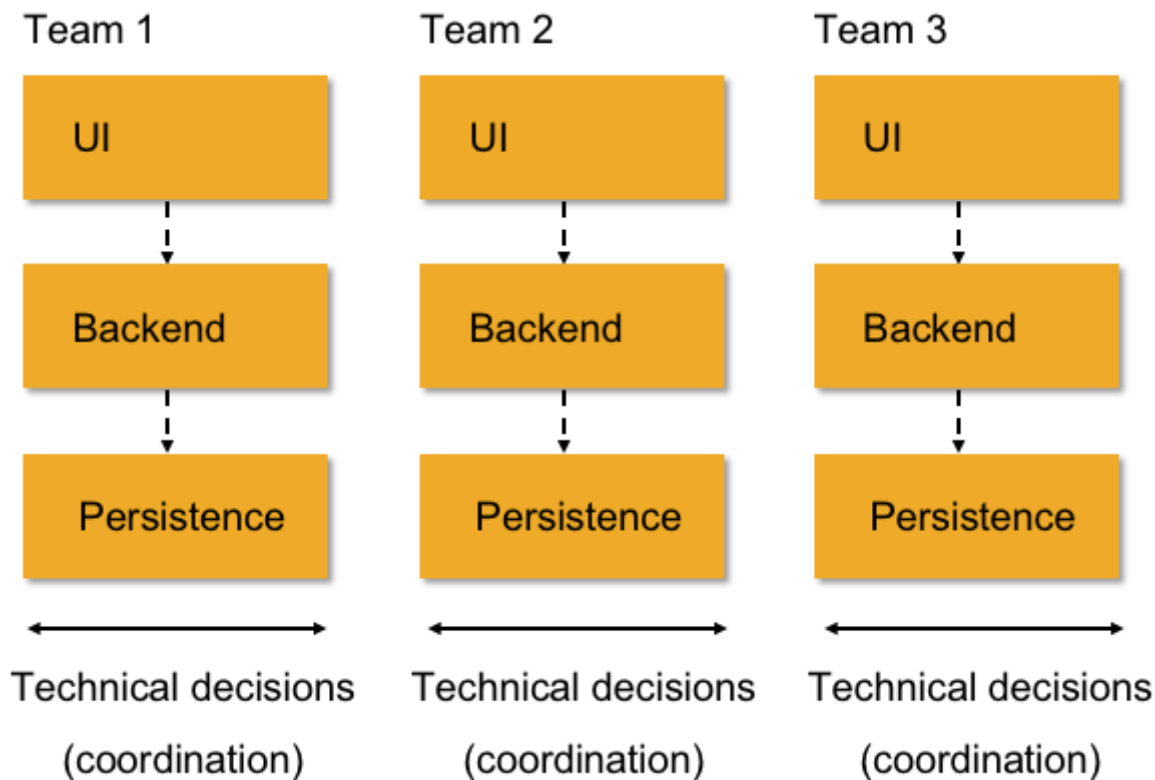 Team 1
Team 2
Team 3
UI
UI
UI
Backend
Backend
Backend
Persistence
Persistence
Persistence
Technical decisions
(coordination)
Technical decisions
(coordination)
Technical decisions
(coordination)